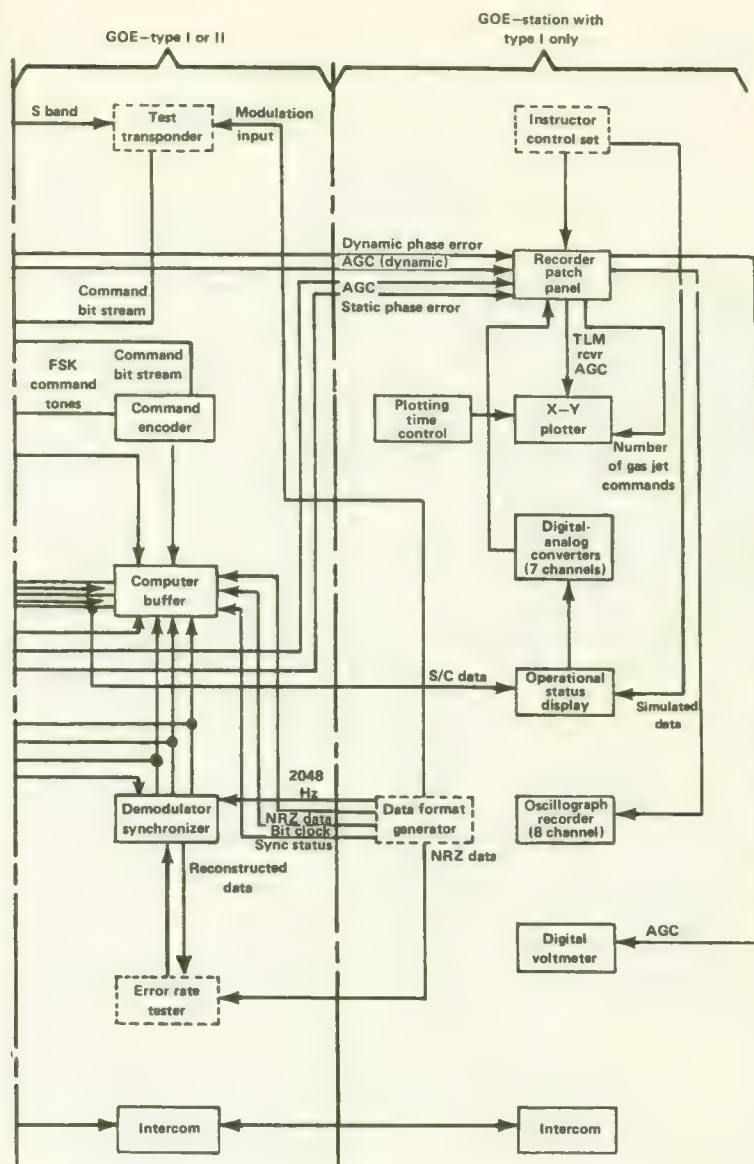 GOE–type I or II
GOE–station with
type I only
S band
Test
transponder
Modulation
input
Instructor
control set
Dynamic phase error
AGC (dynamic)
AGC
Static phase error
Recorder
patch
panel
Command
bit stream
FSK
command
tones
Command
bit stream
Command
encoder
TLM
rcvr
AGC
Plotting
time
control
X–Y
plotter
Number
of gas jet
commands
Digital-
analog
converters
(7 channels)
Computer
buffer
S/C data
Operational
status
display
Simulated
data
2048
Hz
Demodulator
synchronizer
NRZ data
Bit clock
Sync status
Data format
generator
NRZ data
Oscillograph
recorder
(8 channel)
Reconstructed
data
Digital
voltmeter
AGC
Error rate
tester
Intercom
Intercom